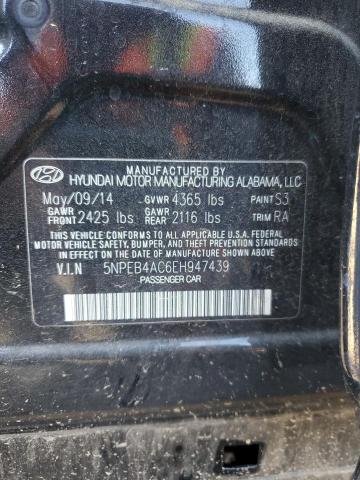 MANUFACTURED BY
HYUNDAI MOTOR MANUFACTURING ALABAMA, LLC
May/09/14 GVWR 4365 lbs PAINT S3
GAWR FRONT 2425 lbs GAWR REAR 2116 lbs TRIM RA
THIS VEHICLE CONFORMS TO ALL APPLICABLE U.S.A. FEDERAL
MOTOR VEHICLE SAFETY, BUMPER, AND THEFT PREVENTION
STANDARDS IN EFFECT ON THE DATE OF MANUFACTURE SHOWN ABOVE.
V.I.N 5NPEB4AC6EH947439
PASSENGER CAR